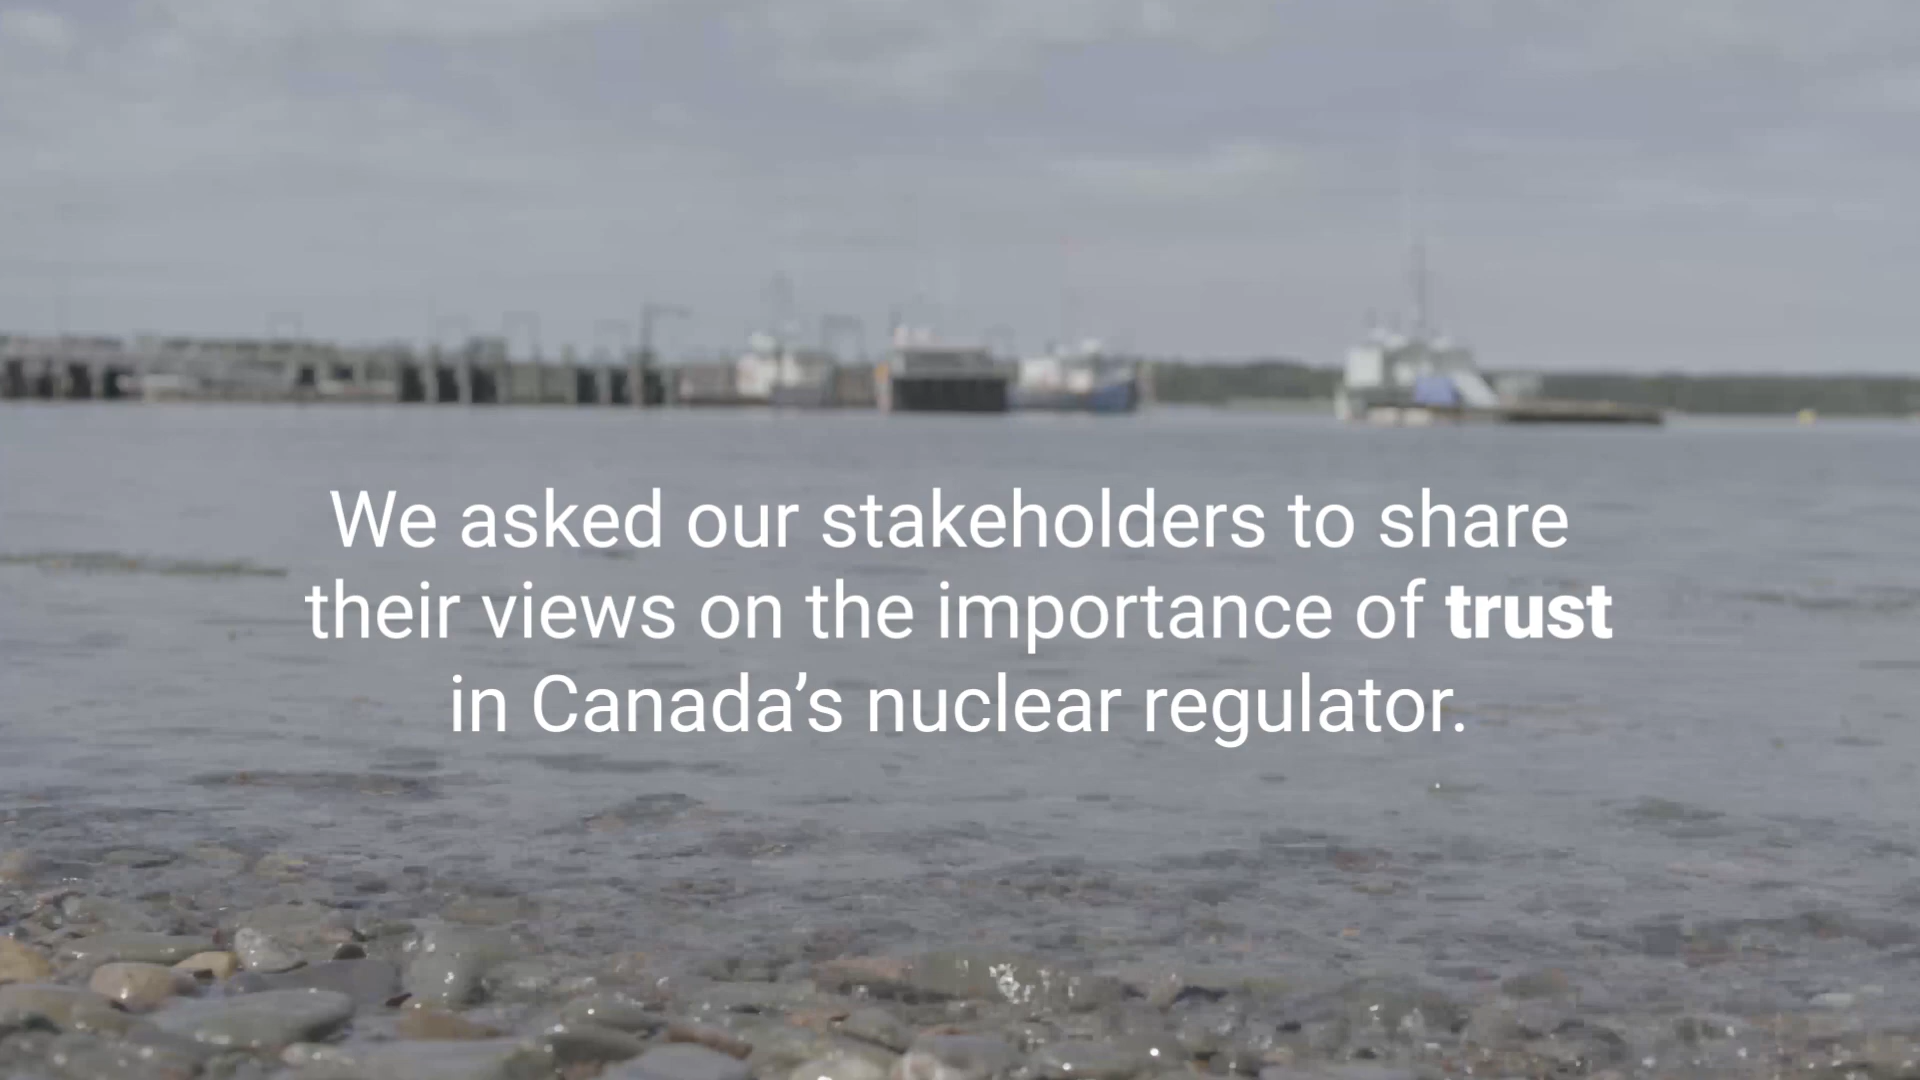 We asked our stakeholders to share
their views on the importance of trust
in Canada’s nuclear regulator.